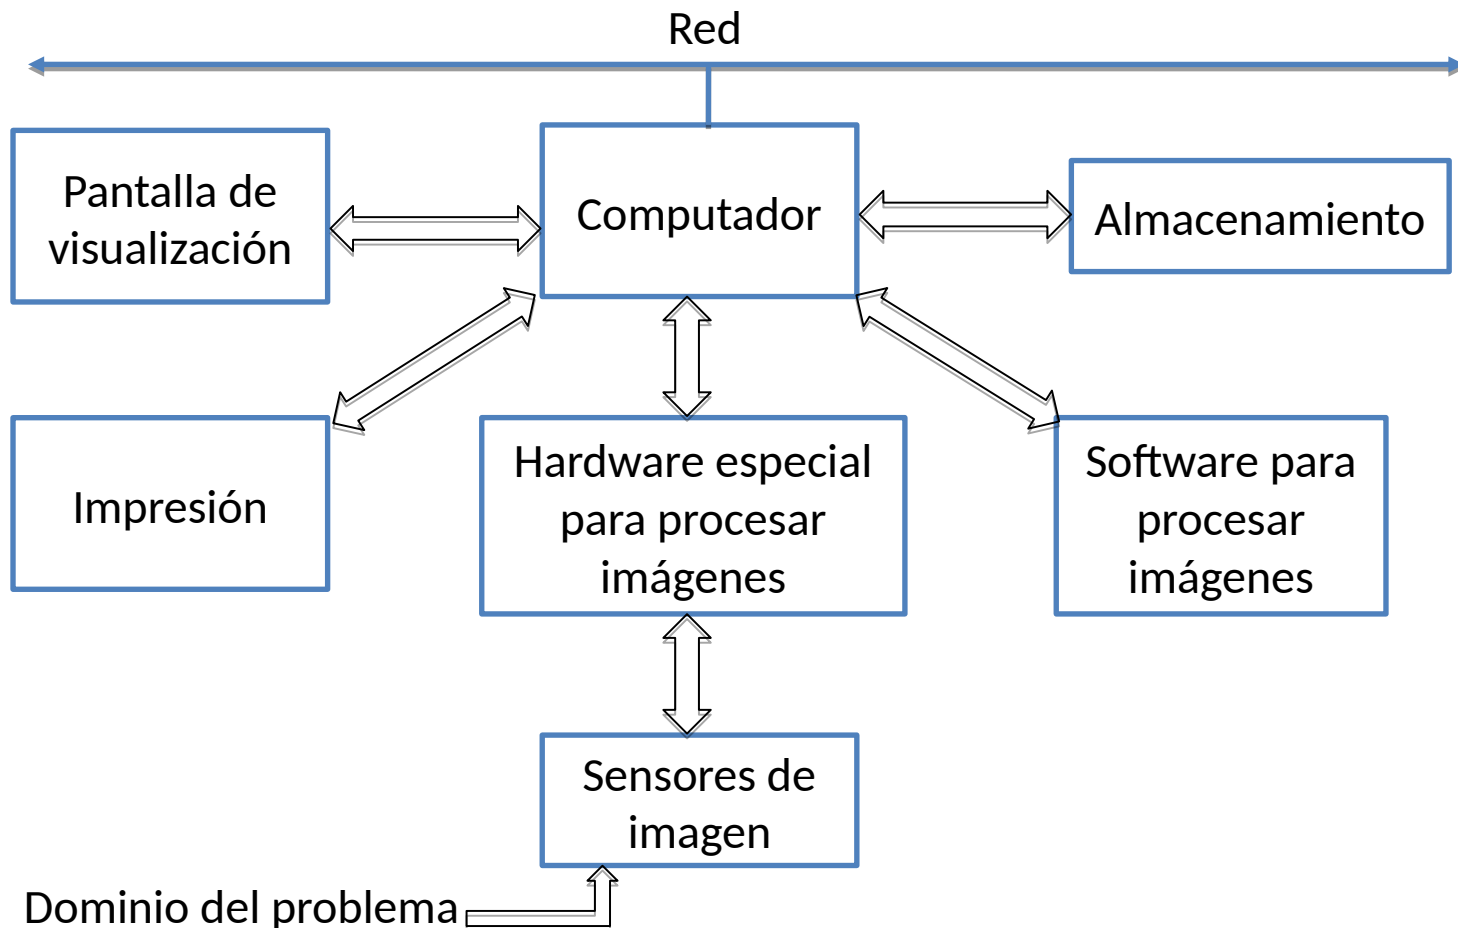 Red
Pantalla de
visualización
Computador
Almacenamiento
Impresión
Hardware especial
para procesar
imágenes
Software para
procesar
imágenes
Sensores de
imagen
Dominio del problema